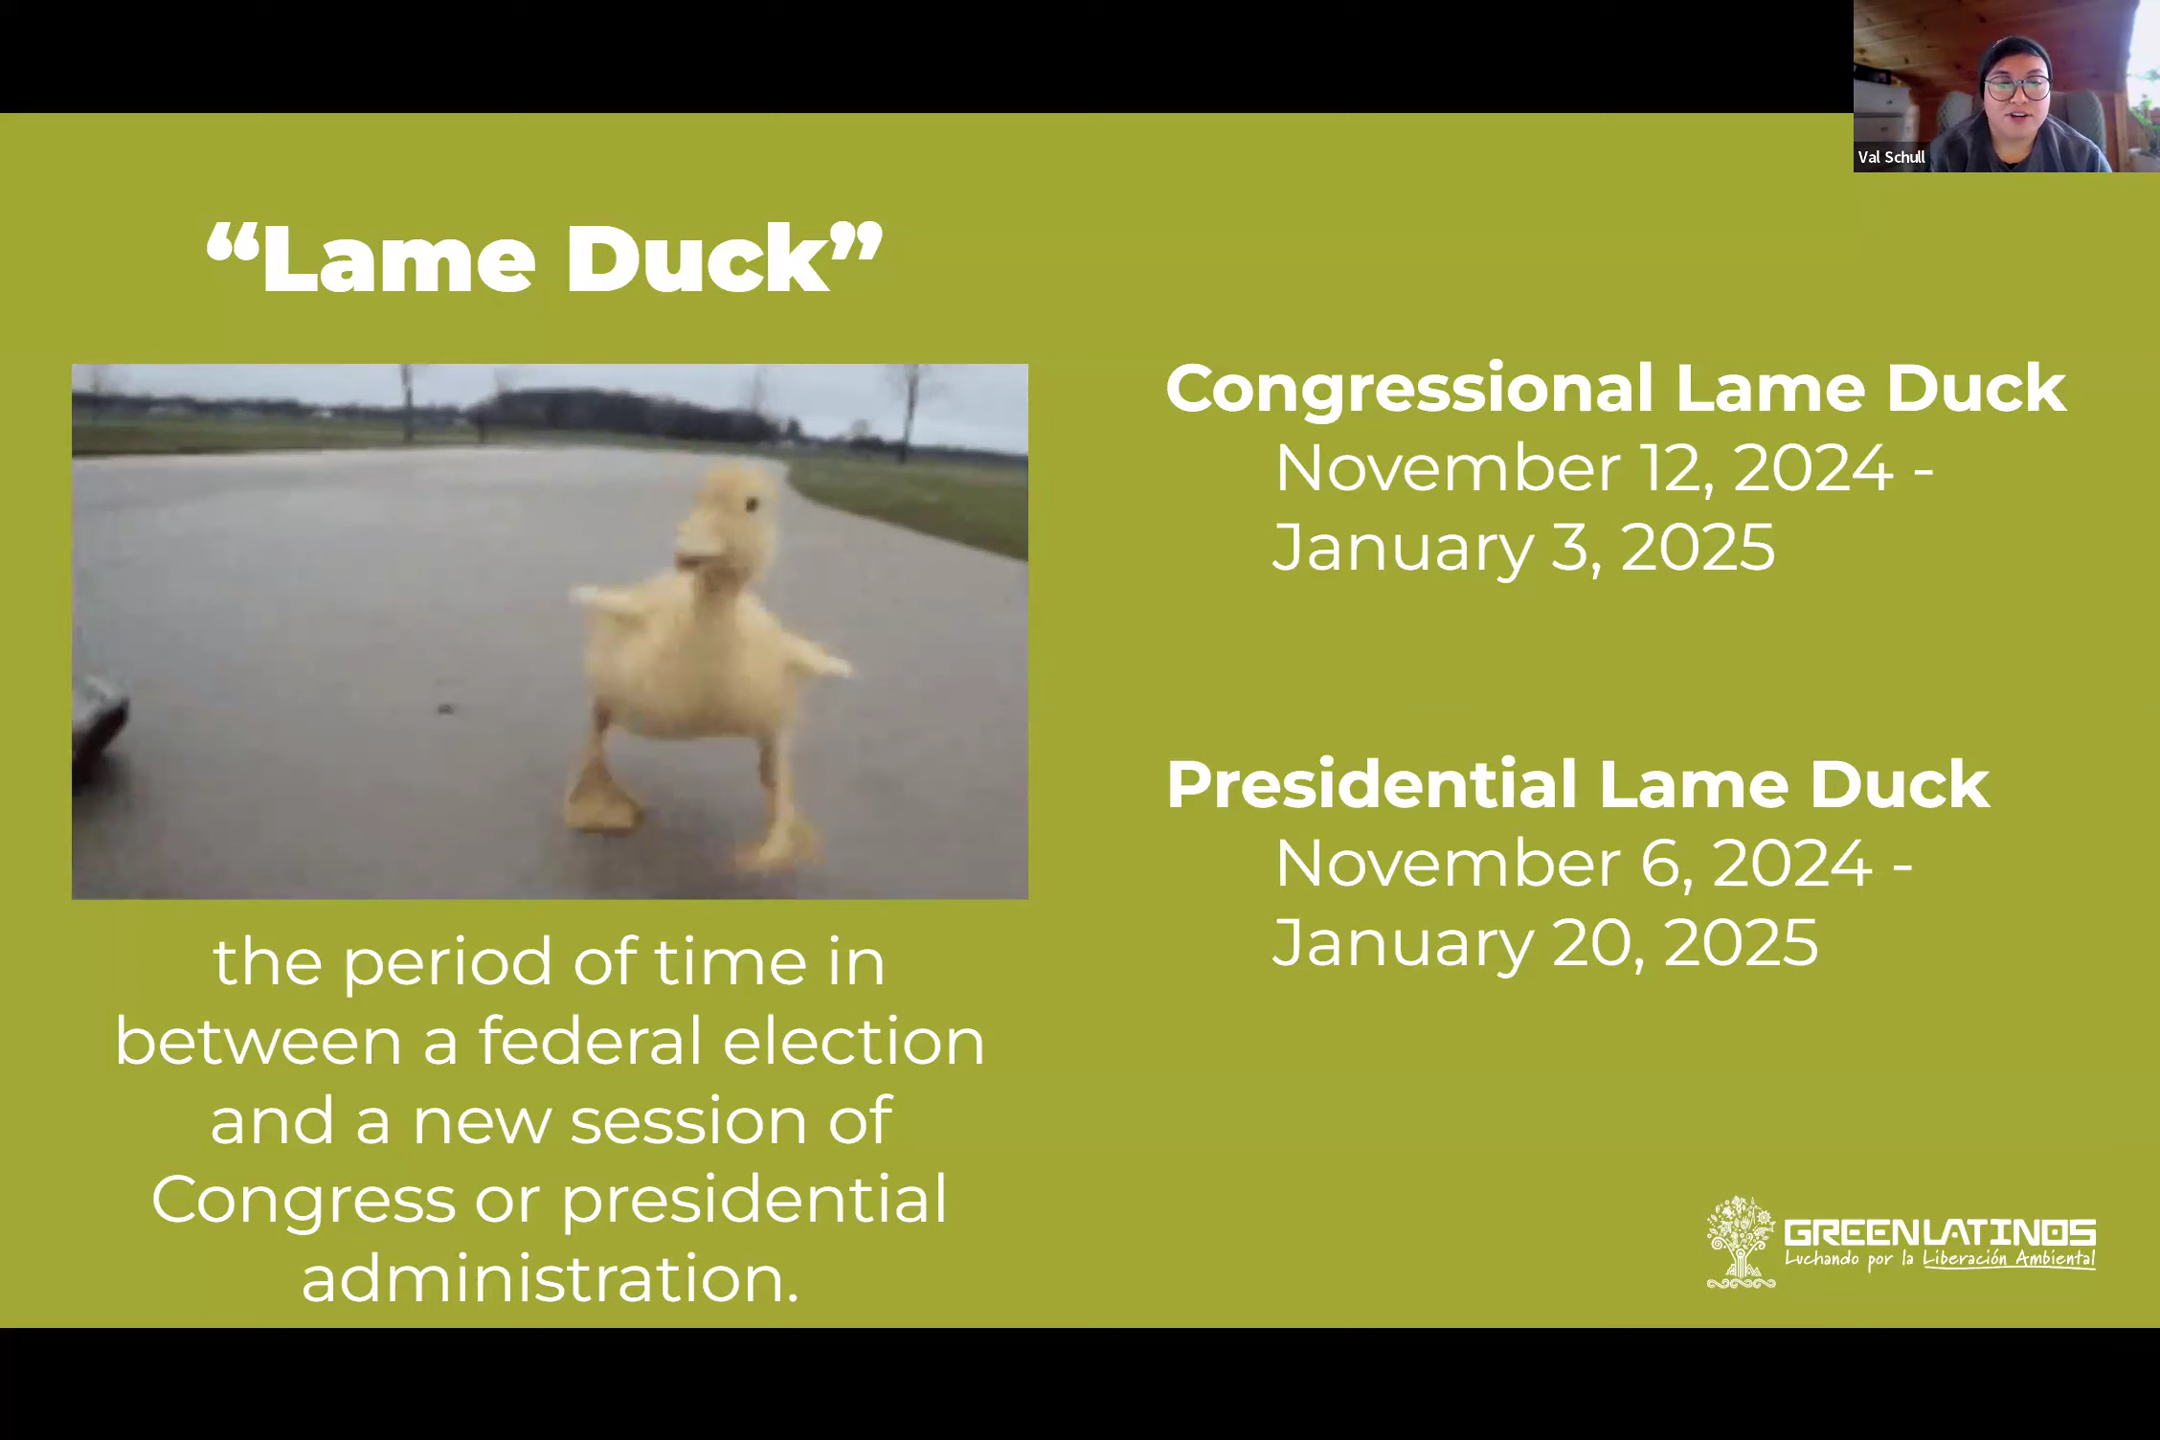 Val Schull
“Lame Duck”
the period of time in
between a federal election
and a new session of
Congress or presidential
administration.
Congressional Lame Duck
November 12, 2024 -
January 3, 2025
Presidential Lame Duck
November 6, 2024 -
January 20, 2025
GREENLATINOS
Luchando por la Liberación Ambiental